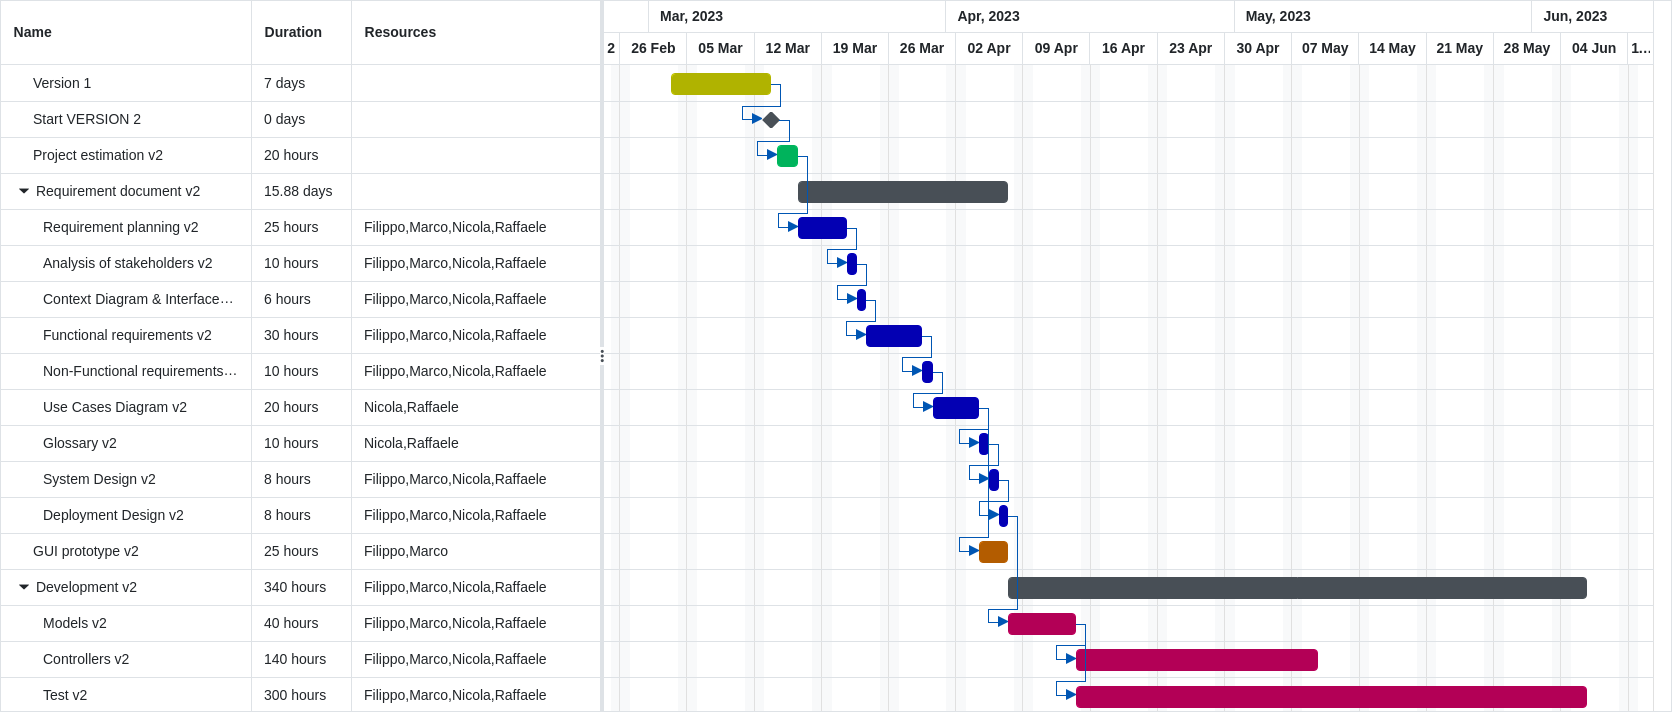 Name Duration Resources Mar, 2023 Apr, 2023 May, 2023 Jun, 2023
2 26 Feb 05 Mar 12 Mar 19 Mar 26 Mar 02 Apr 09 Apr 16 Apr 23 Apr 30 Apr 07 May 14 May 21 May 28 May 04 Jun 1…
Version 1 7 days
Start VERSION 2 0 days
Project estimation v2 20 hours
Requirement document v2 15.88 days
Requirement planning v2 25 hours Filippo,Marco,Nicola,Raffaele
Analysis of stakeholders v2 10 hours Filippo,Marco,Nicola,Raffaele
Context Diagram & Interface… 6 hours Filippo,Marco,Nicola,Raffaele
Functional requirements v2 30 hours Filippo,Marco,Nicola,Raffaele
Non-Functional requirements… 10 hours Filippo,Marco,Nicola,Raffaele
Use Cases Diagram v2 20 hours Nicola,Raffaele
Glossary v2 10 hours Nicola,Raffaele
System Design v2 8 hours Filippo,Marco,Nicola,Raffaele
Deployment Design v2 8 hours Filippo,Marco,Nicola,Raffaele
GUI prototype v2 25 hours Filippo,Marco
Development v2 340 hours Filippo,Marco,Nicola,Raffaele
Models v2 40 hours Filippo,Marco,Nicola,Raffaele
Controllers v2 140 hours Filippo,Marco,Nicola,Raffaele
Test v2 300 hours Filippo,Marco,Nicola,Raffaele